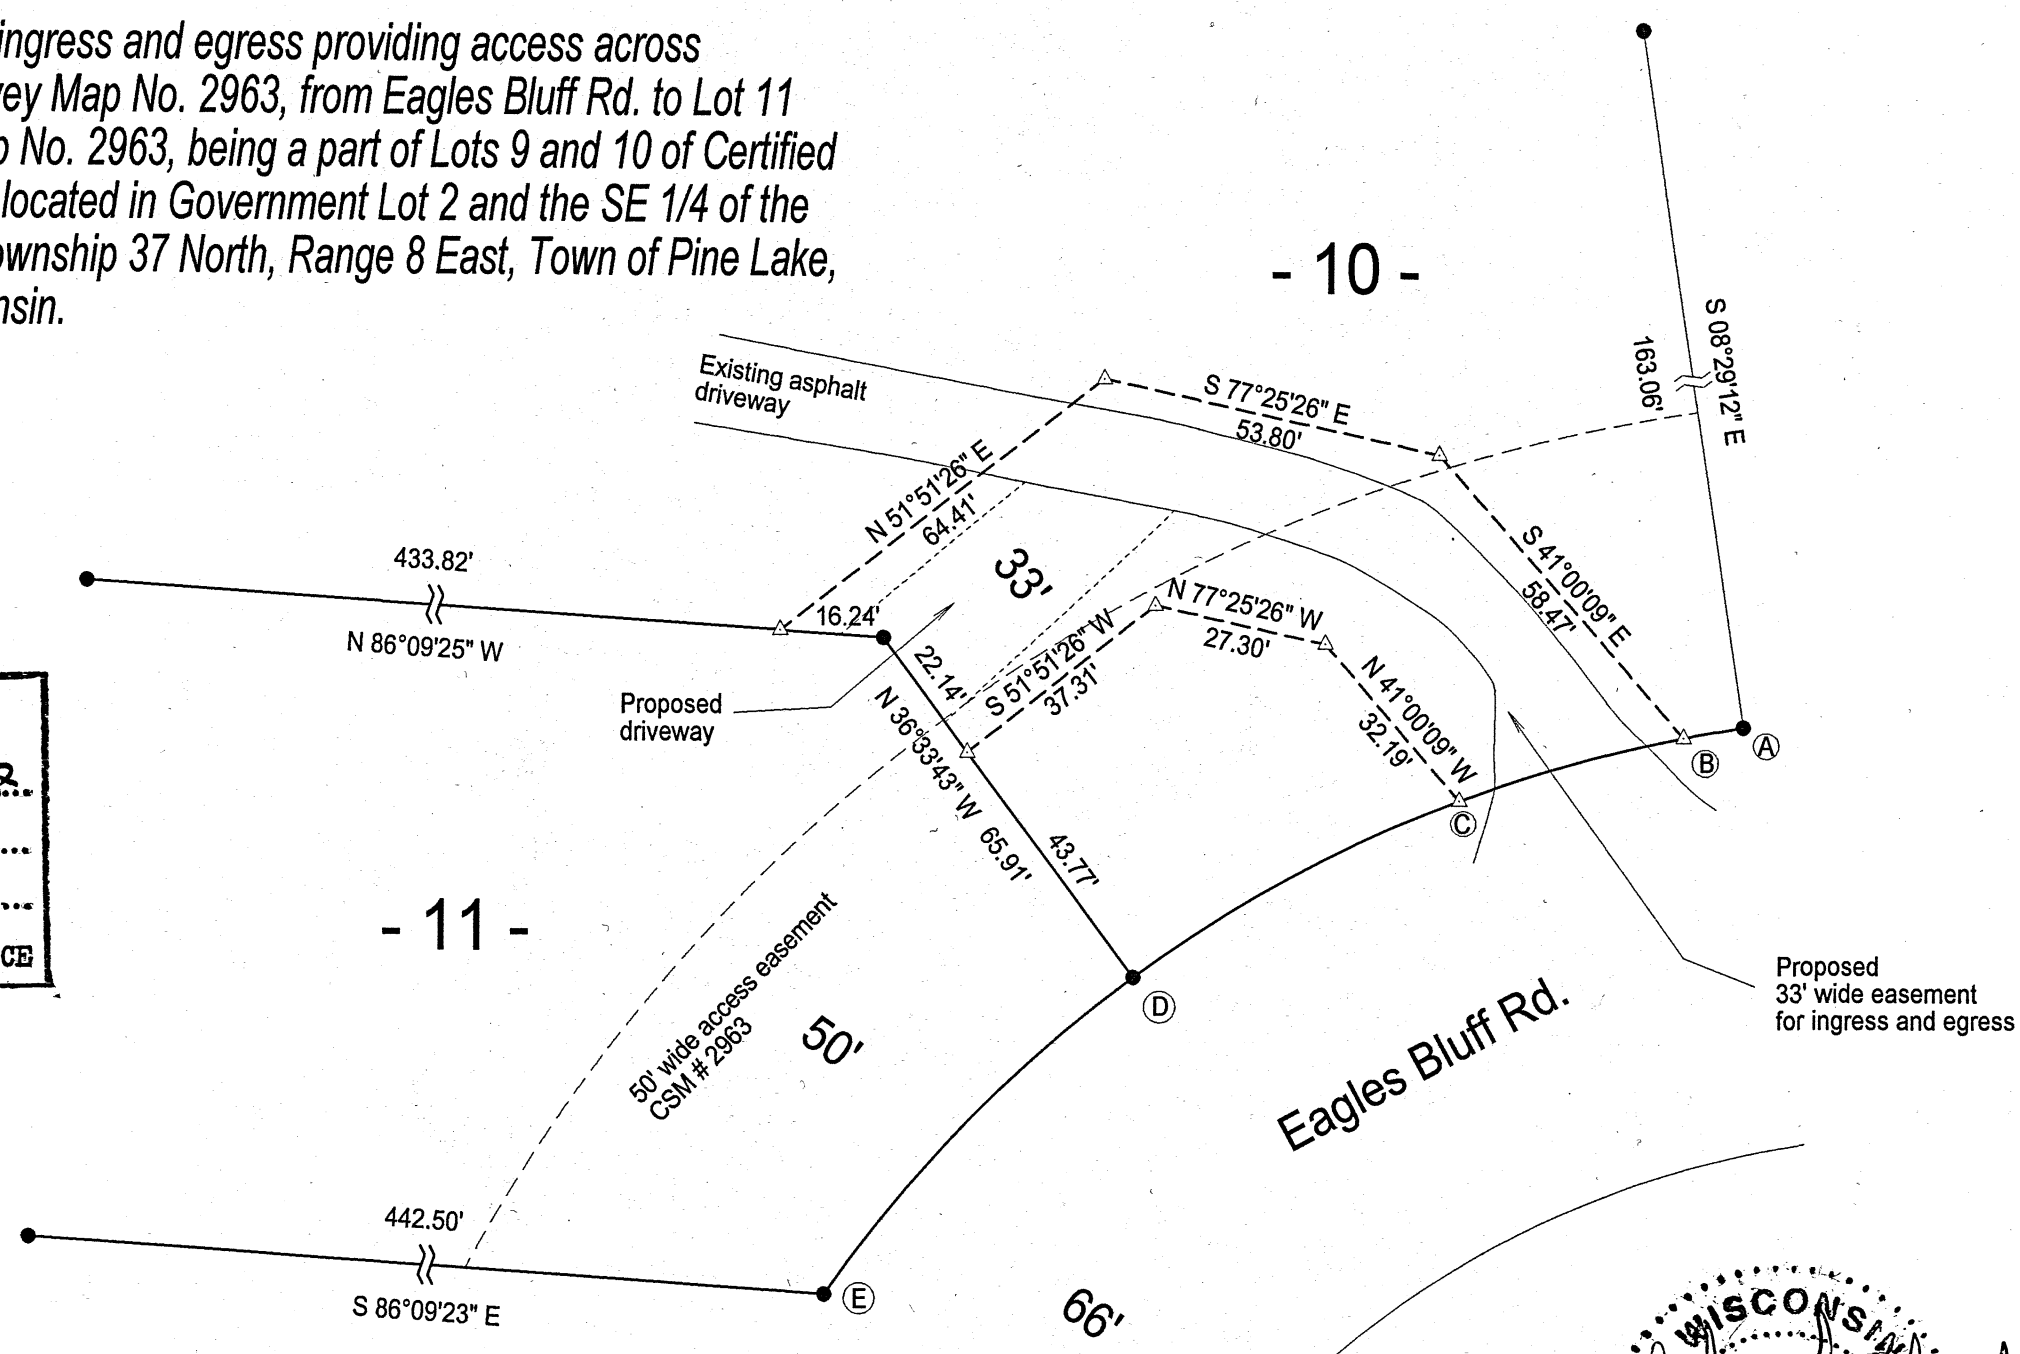 ingress and egress providing access across
vey Map No. 2963, from Eagles Bluff Rd. to Lot 11
No. 2963, being a part of Lots 9 and 10 of Certified
located in Government Lot 2 and the SE 1/4 of the
ownship 37 North, Range 8 East, Town of Pine Lake,
nsin.
- 10 -
S 08°29'12" E
163.06'
Existing asphalt
driveway
S 77°25'26" E
53.80'
N 51°51'26" E
64.41'
S 41°00'09" E
58.47'
33'
433.82'
N 86°09'25" W
16.24'
22.14'
N 77°25'26" W
27.30'
S 51°51'26" W
37.31'
N 41°00'09" W
32.19'
Proposed
driveway
N 36°33'43" W 65.91'
43.77'
A
B
C
D
- 11 -
CE
50' wide access easement
CSM # 2963
50'
Proposed
33' wide easement
for ingress and egress
Eagles Bluff Rd.
442.50'
S 86°09'23" E
E
66'
WISCONSIN